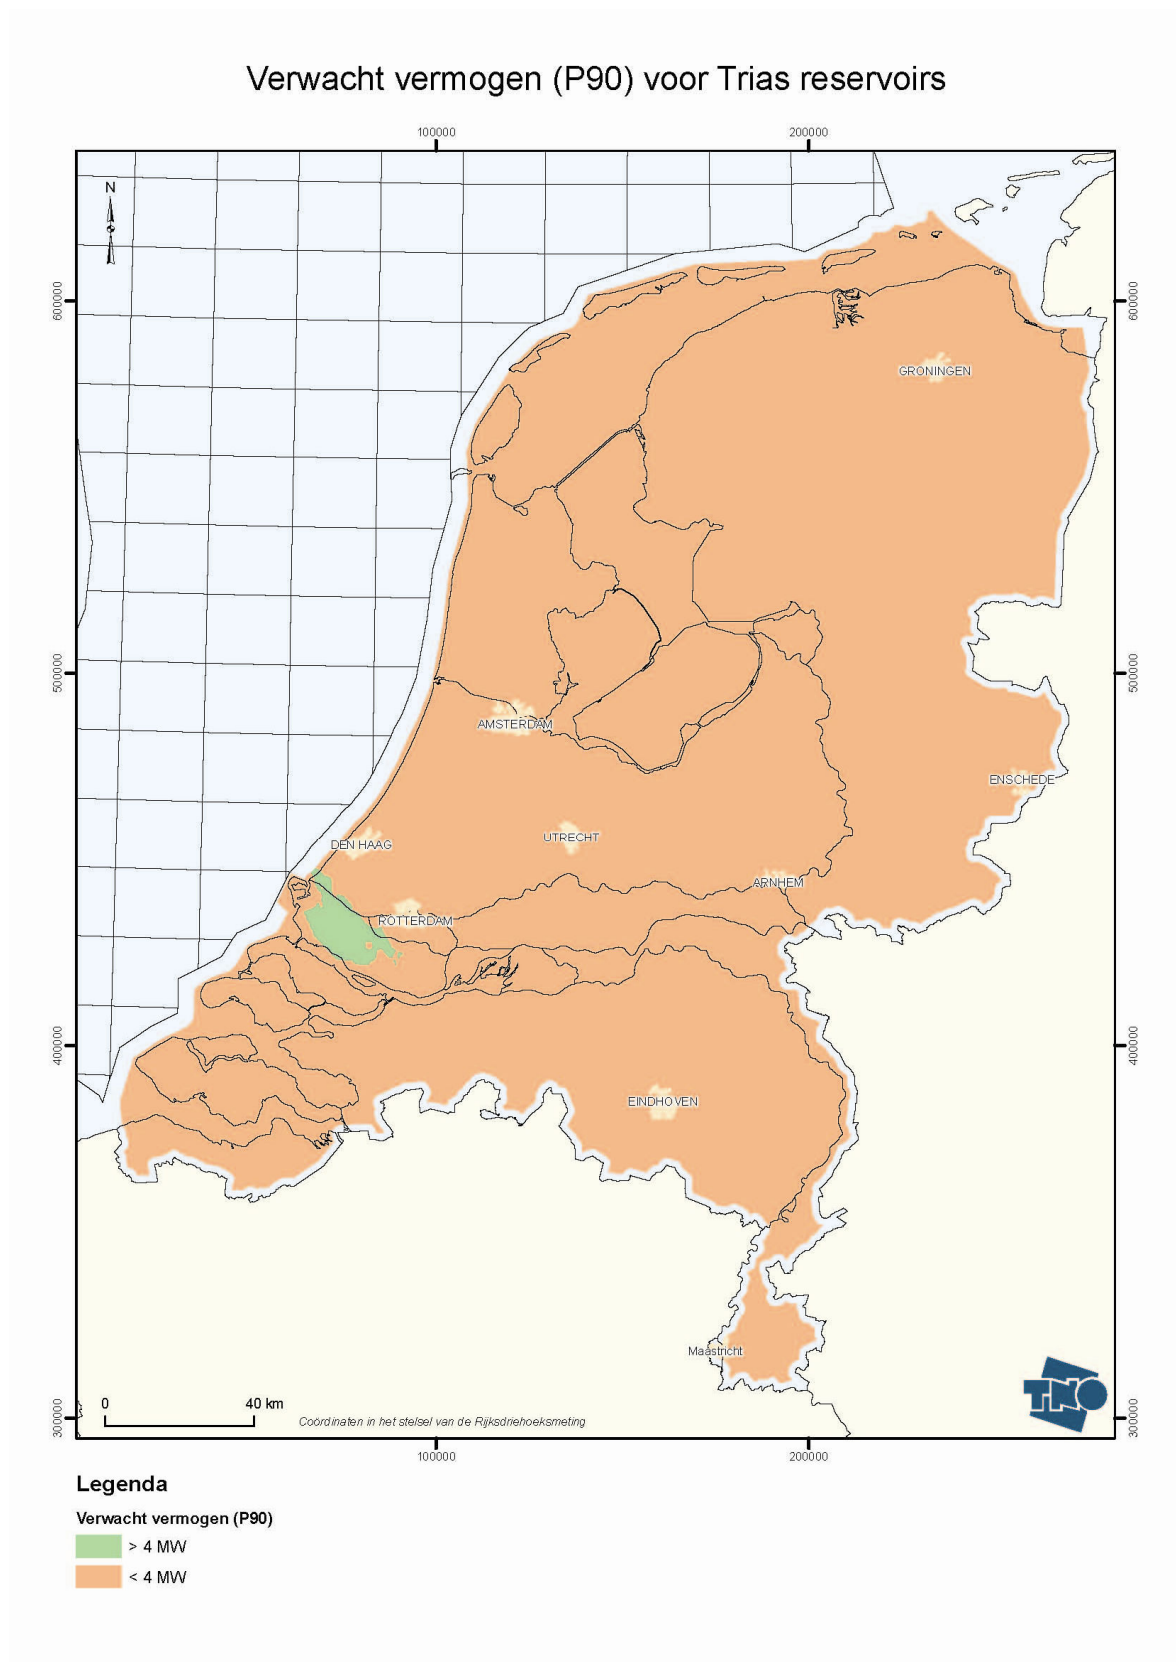 Verwacht vermogen (P90) voor Trias reservoirs
100000
200000
N
600000
600000
GRONINGEN
500000
500000
AMSTERDAM
ENSCHEDE
UTRECHT
DEN HAAG
ARNHEM
ROTTERDAM
400000
400000
EINDHOVEN
Maastricht
TNO
0
40 km
Coördinaten in het stelsel van de Rijksdriehoeksmeting
300000
300000
100000
200000
Legenda
Verwacht vermogen (P90)
> 4 MW
< 4 MW